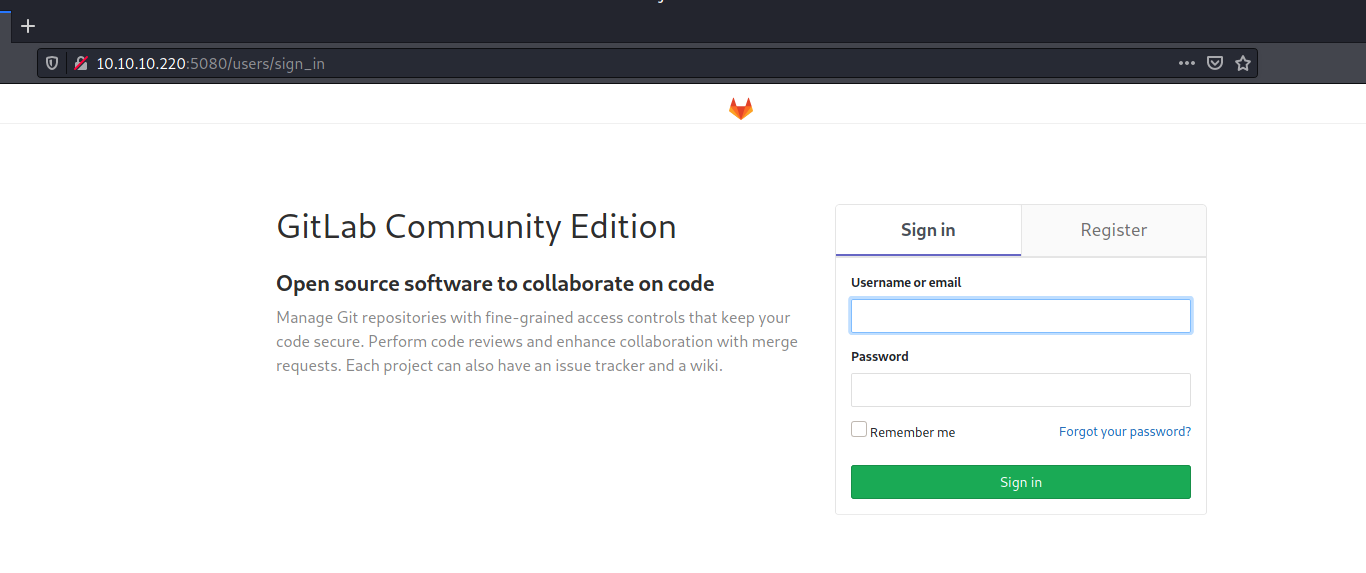 10.10.10.220:5080/users/sign_in
GitLab Community Edition
Open source software to collaborate on code
Manage Git repositories with fine-grained access controls that keep your
code secure. Perform code reviews and enhance collaboration with merge
requests. Each project can also have an issue tracker and a wiki.
Sign in
Register
Username or email
Password
Remember me
Forgot your password?
Sign in